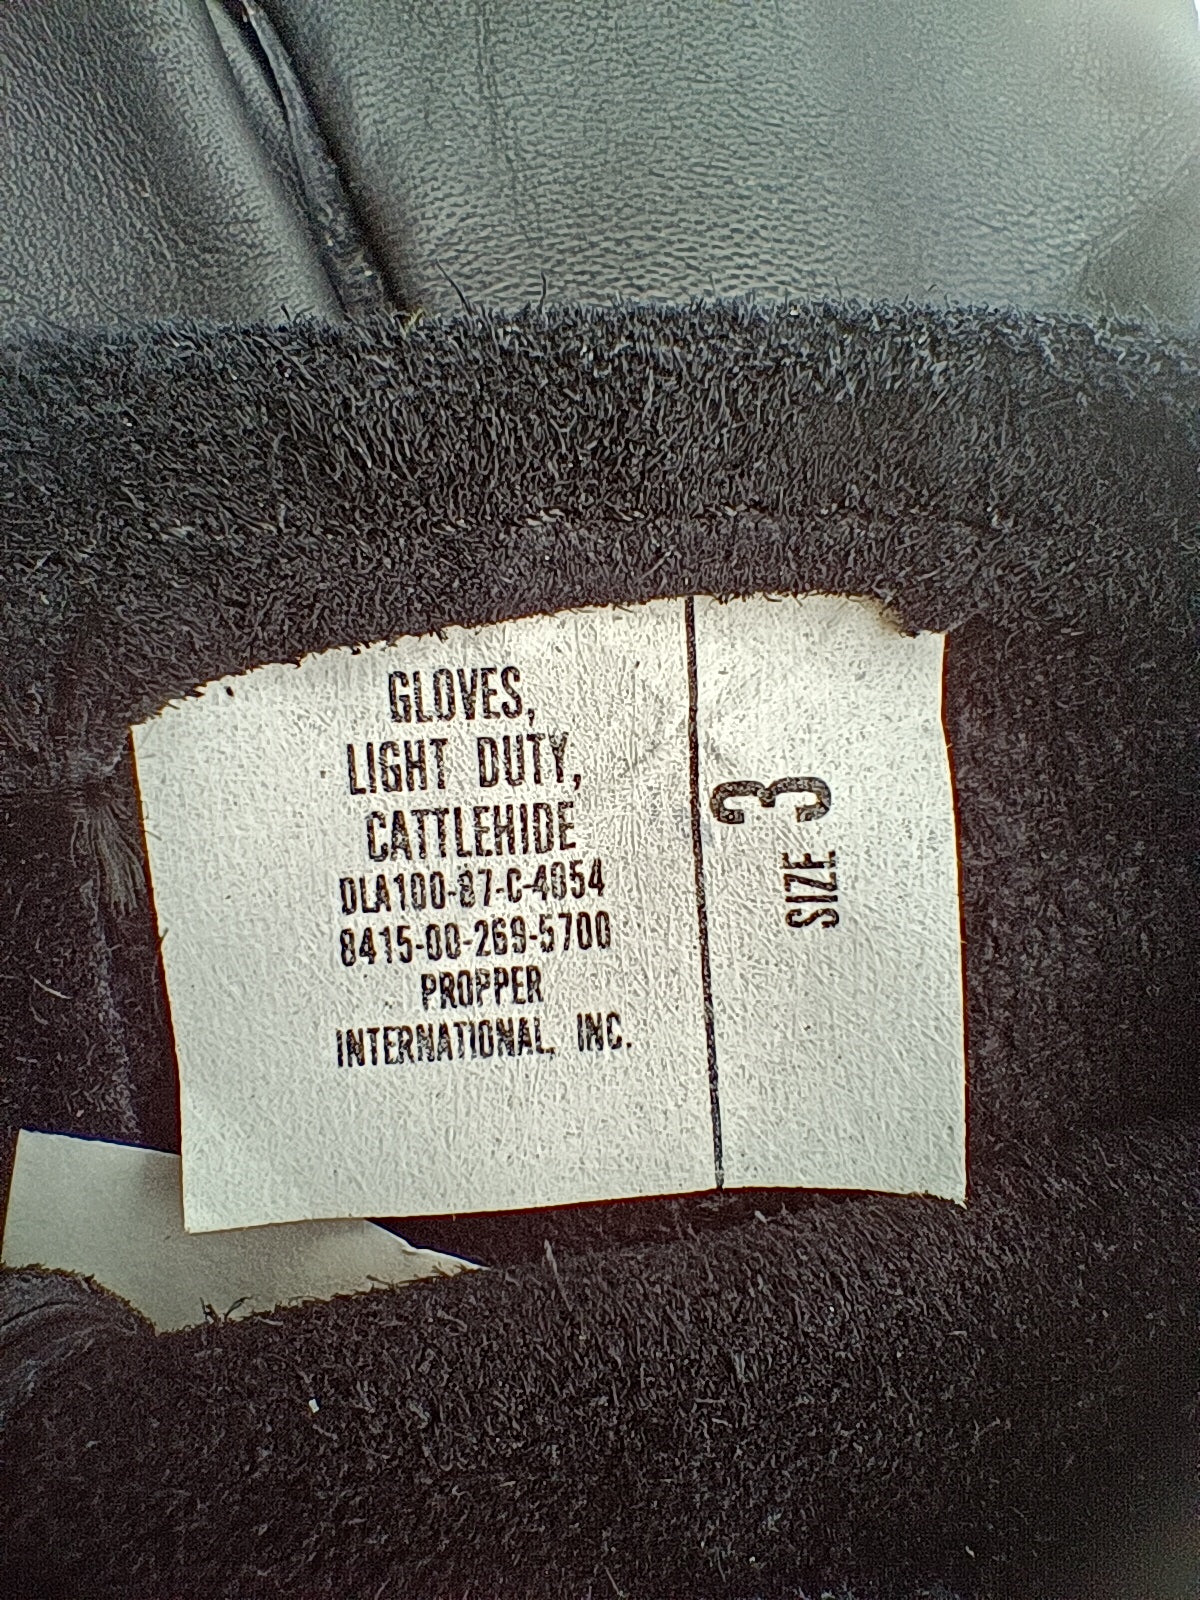 GLOVES,
LIGHT DUTY,
CATTLEHIDE
DLA100-87-C-4054
8415-00-269-5700
PROPPER
INTERNATIONAL, INC.
SIZE 3